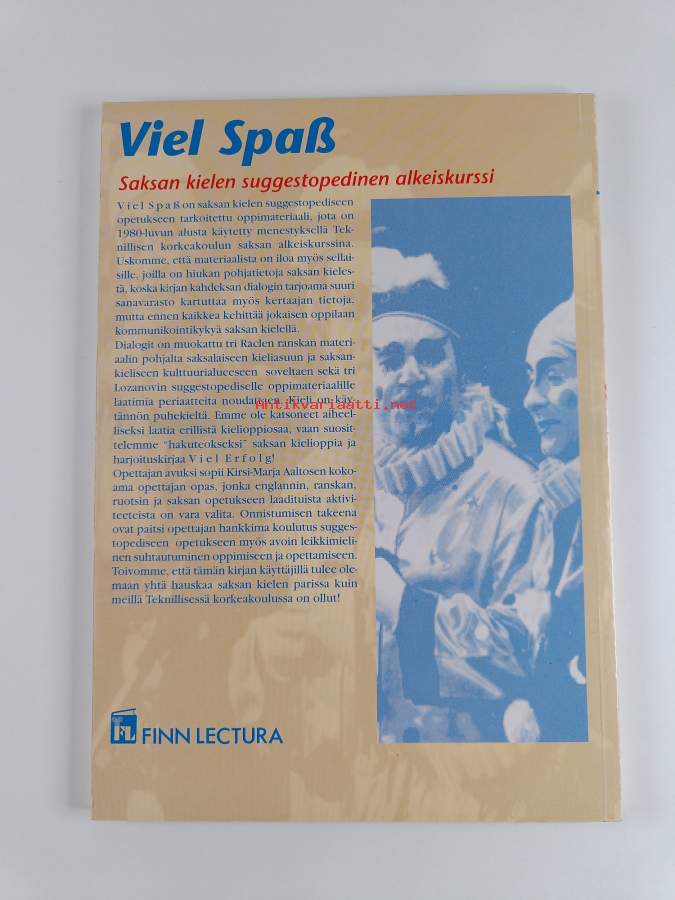 Viel Spaß
Saksan kielen suggestopedinen alkeiskurssi
Viel Spaß on saksan kielen suggestopediseen
opetukseen tarkoitettu oppimateriaali, jota on
1980-luvun alusta käytetty menestyksellä Tek-
nillisen korkeakoulun saksan alkeiskurssina.
Uskomme, että materiaalista on iloa myös sellai-
sille, joilla on hiukan pohjatietoja saksan kieles-
tä, koska kirjan kahdeksan dialogin tarjoama suuri
sanavarasto kartuttaa myös kertaajan tietoja,
mutta ennen kaikkea kehittää jokaisen oppilaan
kommunikointikykyä saksan kielellä.
Dialogit on muokattu tri Raclen ranskan materi-
aalin pohjalta saksalaiseen kieliasuun ja saksan-
kieliseen kulttuurialueeseen soveltaen sekä tri
Lozanovin suggestopediselle oppimateriaalille
laatimia periaatteita noudattaen. Kieli on käy-
tännön puhekieltä. Emme ole katsoneet aiheel-
liseksi laatia erillistä kielioppiosaa, vaan suosit-
telemme "hakuteokseksi" saksan kielioppia ja
harjoituskirjaa Viel Erfolg!
Opettajan avuksi sopii Kirsi-Marja Aaltosen koko-
ama opettajan opas, jonka englannin, ranskan,
ruotsin ja saksan opetukseen laadituista aktivi-
teeteista on vara valita. Onnistumisen takeena
ovat paitsi opettajan hankkima koulutus sugges-
topediseen opetukseen myös avoin leikkimieli-
nen suhtautuminen oppimiseen ja opettamiseen.
Toivomme, että tämän kirjan käyttäjillä tulee ole-
maan yhtä hauskaa saksan kielen parissa kuin
meillä Teknillisessä korkeakoulussa on ollut!
Antikvariaatti.net
FL FINN LECTURA